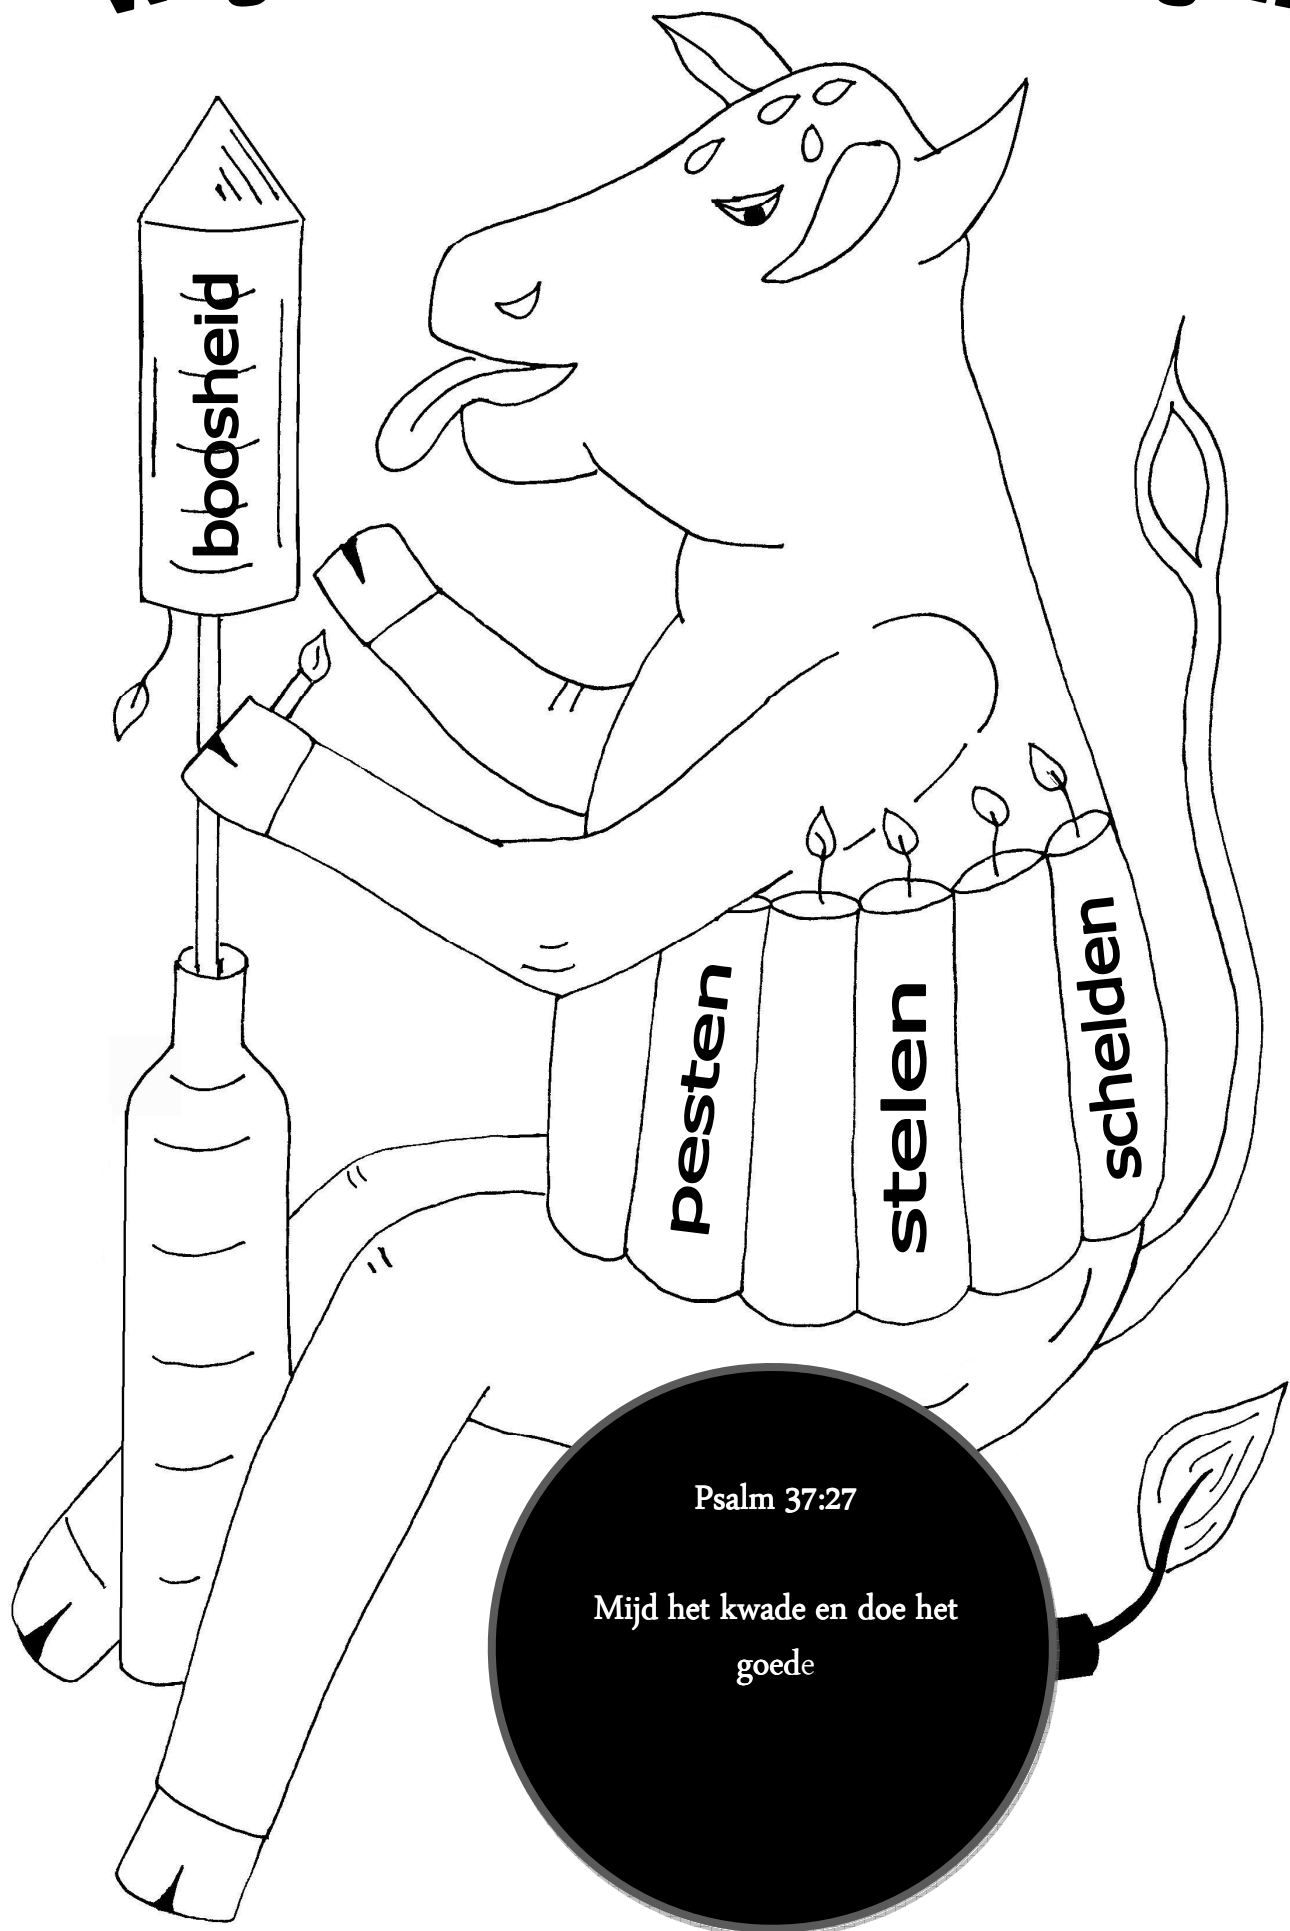 boosheid
pesten
stelen
schelden
Psalm 37:27
Mijd het kwade en doe het
goede